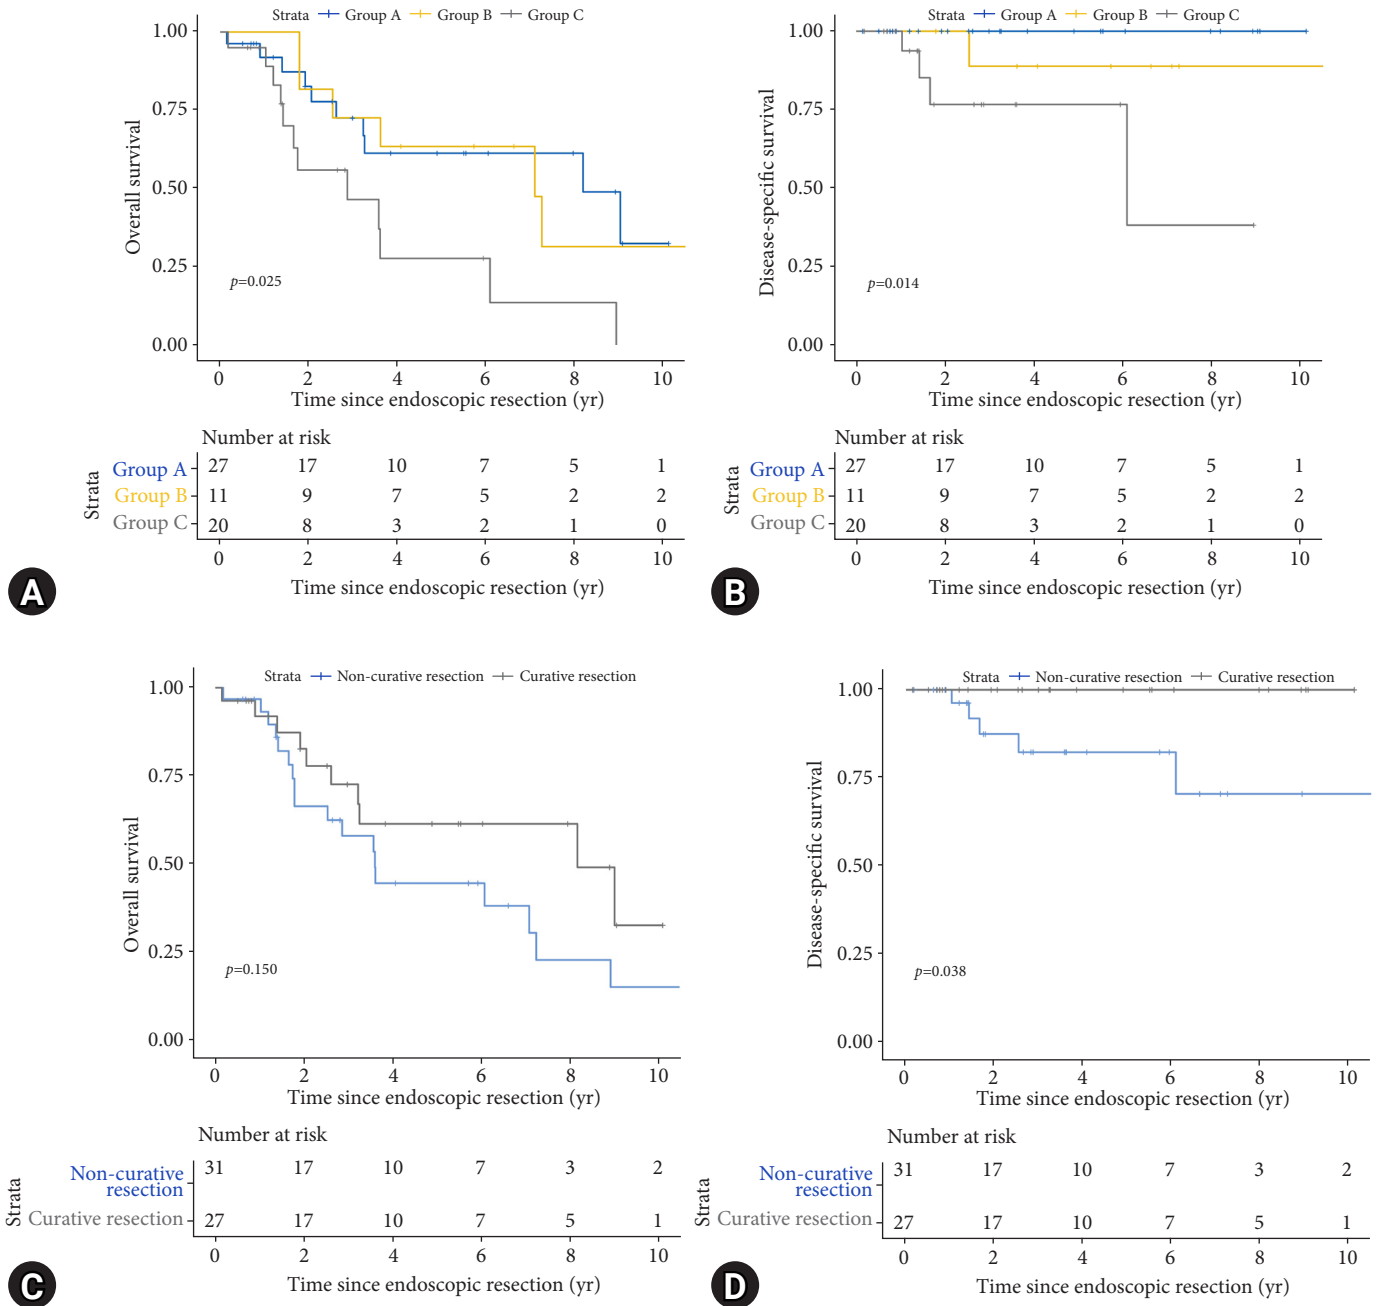 Strata Group A Group B Group C
1.00
0.75
0.50
0.25
0.00
Overall survival
p=0.025
0 2 4 6 8 10
Time since endoscopic resection (yr)
Number at risk
Strata
Group A 27 17 10 7 5 1
Group B 11 9 7 5 2 2
Group C 20 8 3 2 1 0
0 2 4 6 8 10
Time since endoscopic resection (yr)
A
Strata Group A Group B Group C
1.00
0.75
0.50
0.25
0.00
Disease-specific survival
p=0.014
0 2 4 6 8 10
Time since endoscopic resection (yr)
Number at risk
Strata
Group A 27 17 10 7 5 1
Group B 11 9 7 5 2 2
Group C 20 8 3 2 1 0
0 2 4 6 8 10
Time since endoscopic resection (yr)
B
Strata Non-curative resection Curative resection
1.00
0.75
0.50
0.25
0.00
Overall survival
p=0.150
0 2 4 6 8 10
Time since endoscopic resection (yr)
Number at risk
Strata
Non-curative 31 17 10 7 3 2
resection
Curative resection 27 17 10 7 5 1
0 2 4 6 8 10
Time since endoscopic resection (yr)
C
Strata Non-curative resection Curative resection
1.00
0.75
0.50
0.25
0.00
Disease-specific survival
p=0.038
0 2 4 6 8 10
Time since endoscopic resection (yr)
Number at risk
Strata
Non-curative 31 17 10 7 3 2
resection
Curative resection 27 17 10 7 5 1
0 2 4 6 8 10
Time since endoscopic resection (yr)
D